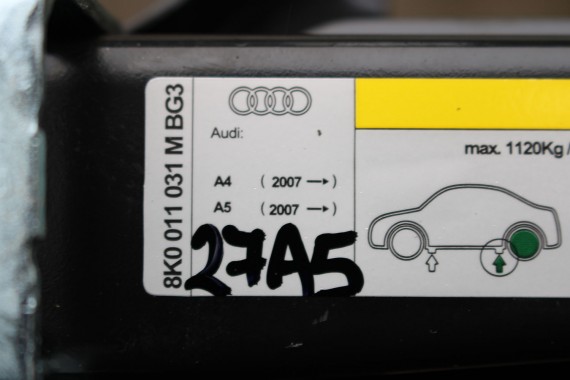 8K0 011 031 M BG3
Audi:
A4 ( 2007 → )
A5 ( 2007 → )
27A5
max. 1120Kg /